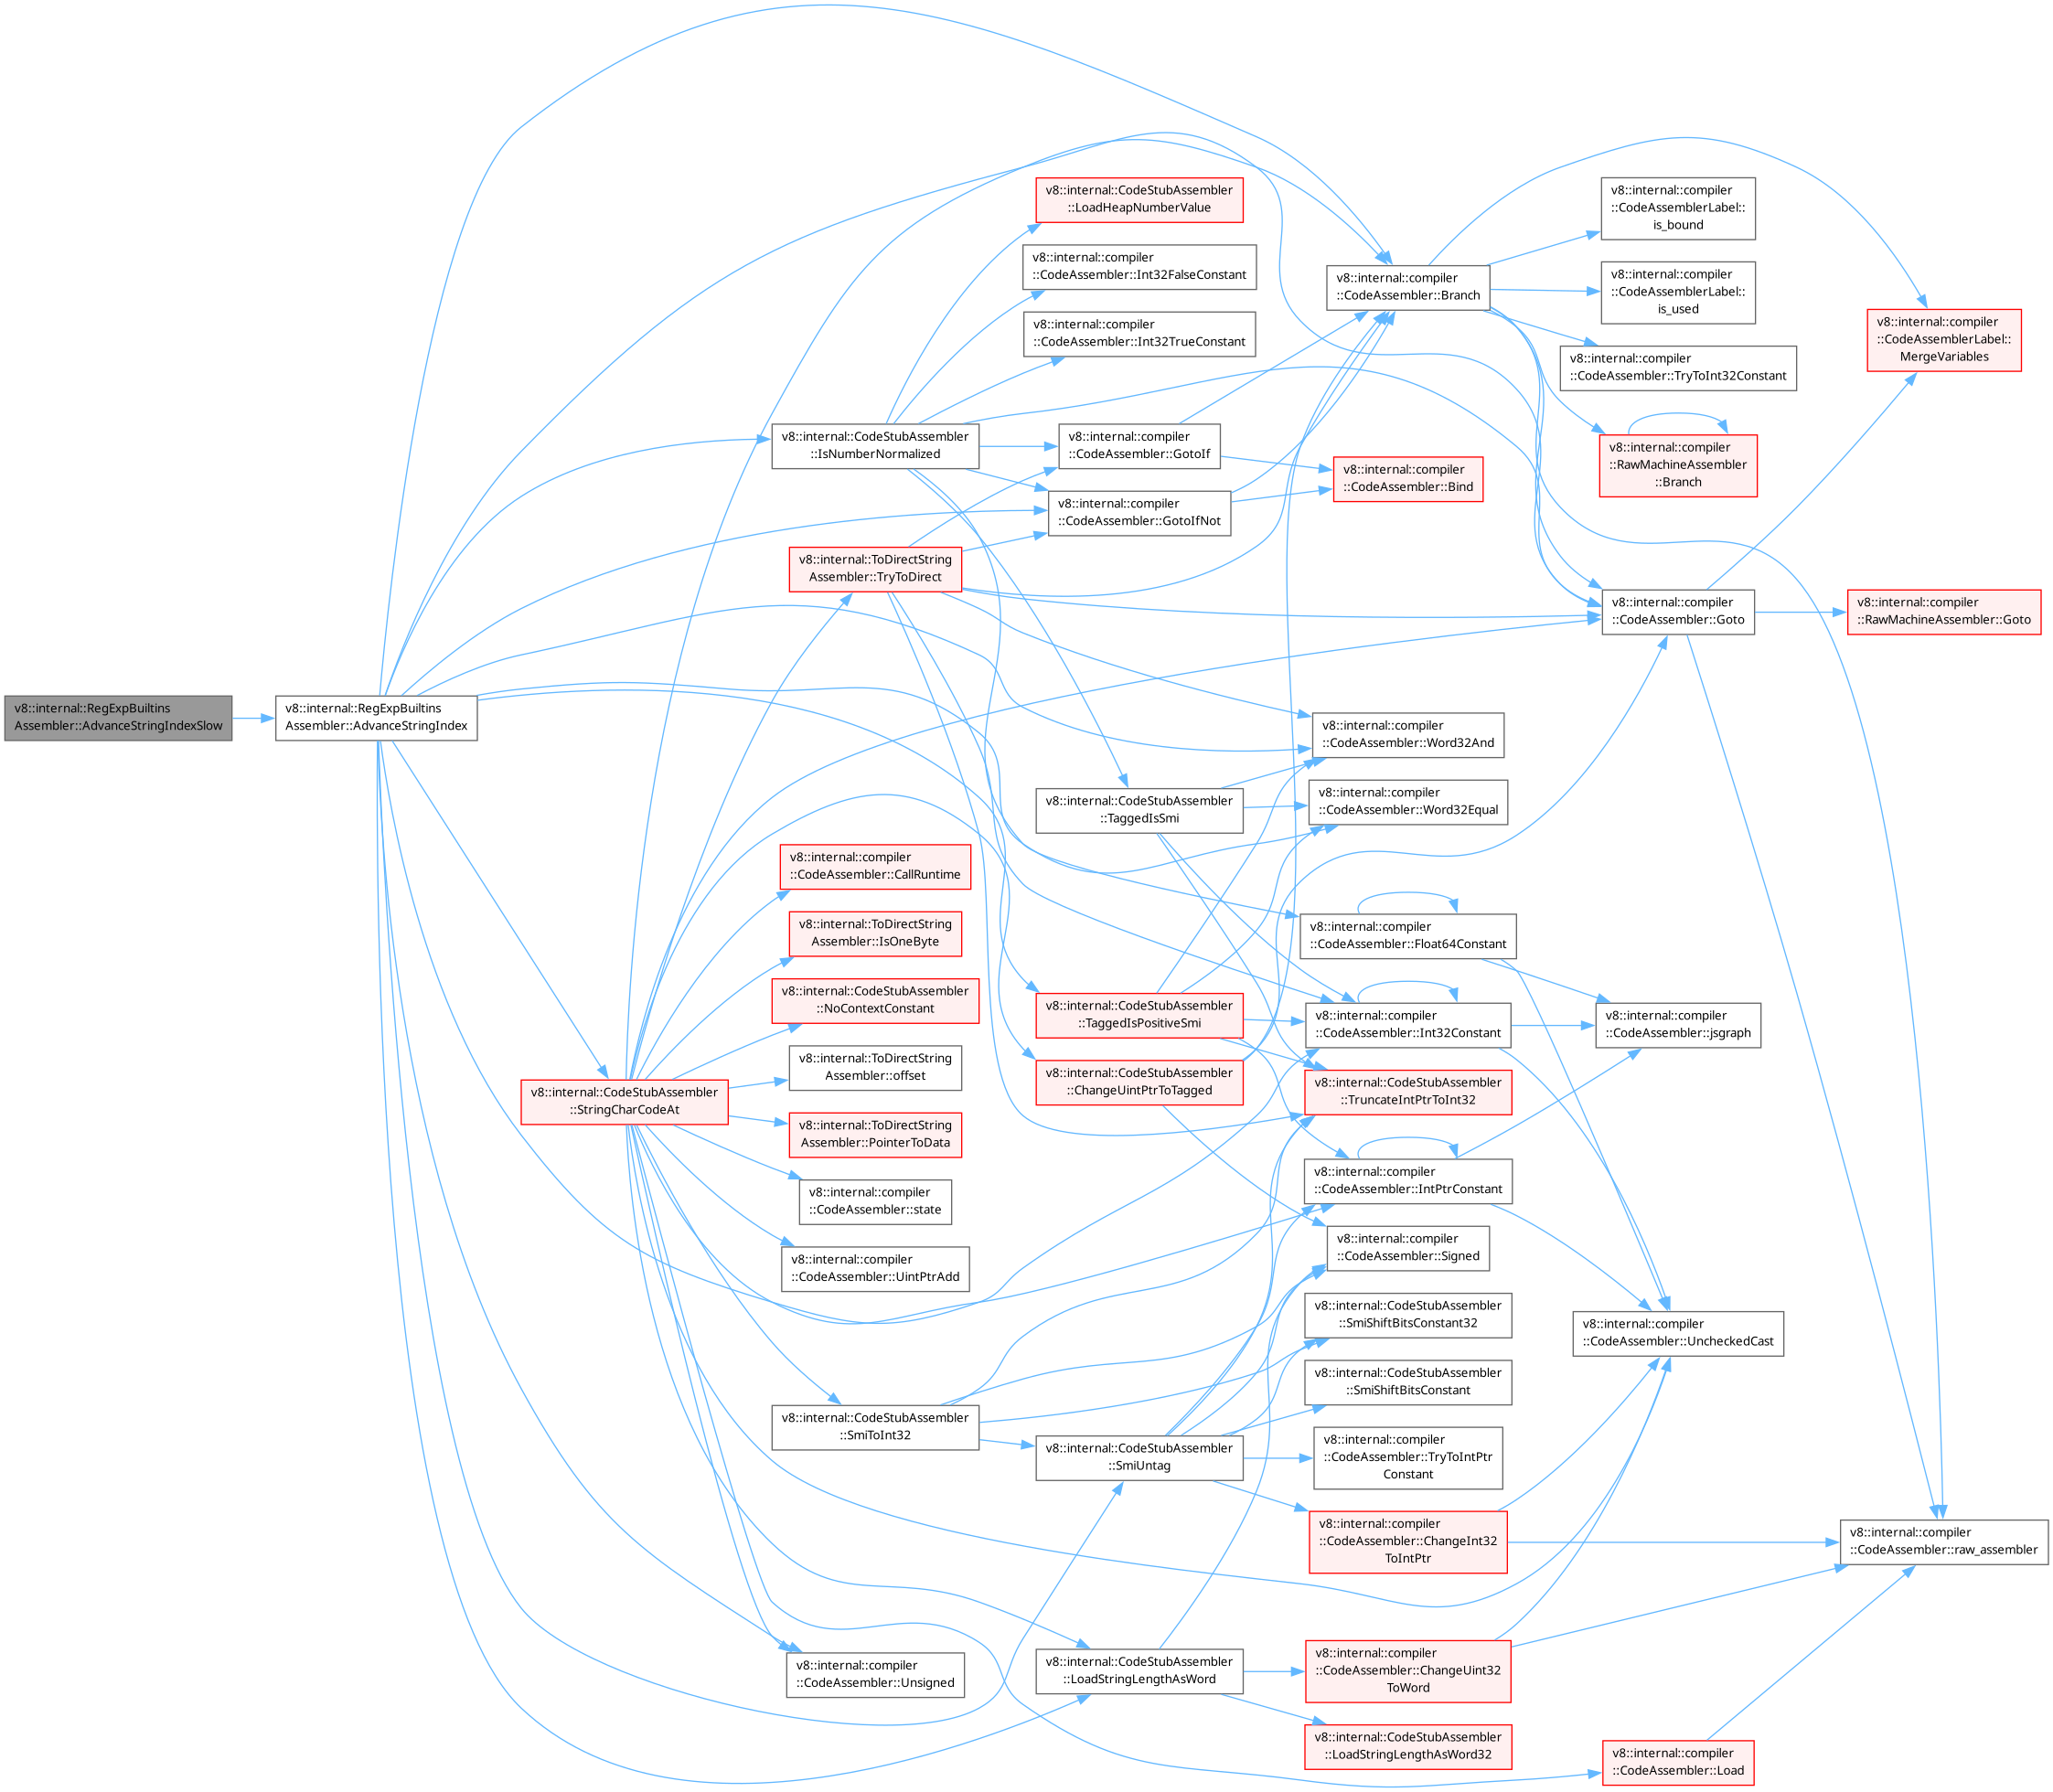 v8::internal::RegExpBuiltins
Assembler::AdvanceStringIndexSlow
v8::internal::RegExpBuiltins
Assembler::AdvanceStringIndex
v8::internal::CodeStubAssembler
::StringCharCodeAt
v8::internal::CodeStubAssembler
::IsNumberNormalized
v8::internal::ToDirectString
Assembler::TryToDirect
v8::internal::compiler
::CodeAssembler::CallRuntime
v8::internal::ToDirectString
Assembler::IsOneByte
v8::internal::CodeStubAssembler
::NoContextConstant
v8::internal::ToDirectString
Assembler::offset
v8::internal::ToDirectString
Assembler::PointerToData
v8::internal::compiler
::CodeAssembler::state
v8::internal::compiler
::CodeAssembler::UintPtrAdd
v8::internal::CodeStubAssembler
::SmiToInt32
v8::internal::compiler
::CodeAssembler::Unsigned
v8::internal::CodeStubAssembler
::LoadHeapNumberValue
v8::internal::compiler
::CodeAssembler::Int32FalseConstant
v8::internal::compiler
::CodeAssembler::Int32TrueConstant
v8::internal::compiler
::CodeAssembler::GotoIf
v8::internal::compiler
::CodeAssembler::GotoIfNot
v8::internal::CodeStubAssembler
::TaggedIsSmi
v8::internal::CodeStubAssembler
::TaggedIsPositiveSmi
v8::internal::CodeStubAssembler
::ChangeUintPtrToTagged
v8::internal::CodeStubAssembler
::SmiUntag
v8::internal::CodeStubAssembler
::LoadStringLengthAsWord
v8::internal::compiler
::CodeAssembler::Branch
v8::internal::compiler
::CodeAssembler::Bind
v8::internal::compiler
::CodeAssembler::Word32And
v8::internal::compiler
::CodeAssembler::Word32Equal
v8::internal::compiler
::CodeAssembler::Float64Constant
v8::internal::compiler
::CodeAssembler::Int32Constant
v8::internal::CodeStubAssembler
::TruncateIntPtrToInt32
v8::internal::compiler
::CodeAssembler::IntPtrConstant
v8::internal::compiler
::CodeAssembler::Signed
v8::internal::CodeStubAssembler
::SmiShiftBitsConstant32
v8::internal::CodeStubAssembler
::SmiShiftBitsConstant
v8::internal::compiler
::CodeAssembler::TryToIntPtr
Constant
v8::internal::compiler
::CodeAssembler::ChangeInt32
ToIntPtr
v8::internal::compiler
::CodeAssembler::ChangeUint32
ToWord
v8::internal::CodeStubAssembler
::LoadStringLengthAsWord32
v8::internal::compiler
::CodeAssemblerLabel::
is_bound
v8::internal::compiler
::CodeAssemblerLabel::
is_used
v8::internal::compiler
::CodeAssembler::TryToInt32Constant
v8::internal::compiler
::RawMachineAssembler
::Branch
v8::internal::compiler
::CodeAssembler::Goto
v8::internal::compiler
::CodeAssembler::jsgraph
v8::internal::compiler
::CodeAssembler::UncheckedCast
v8::internal::compiler
::CodeAssembler::Load
v8::internal::compiler
::CodeAssemblerLabel::
MergeVariables
v8::internal::compiler
::RawMachineAssembler::Goto
v8::internal::compiler
::CodeAssembler::raw_assembler